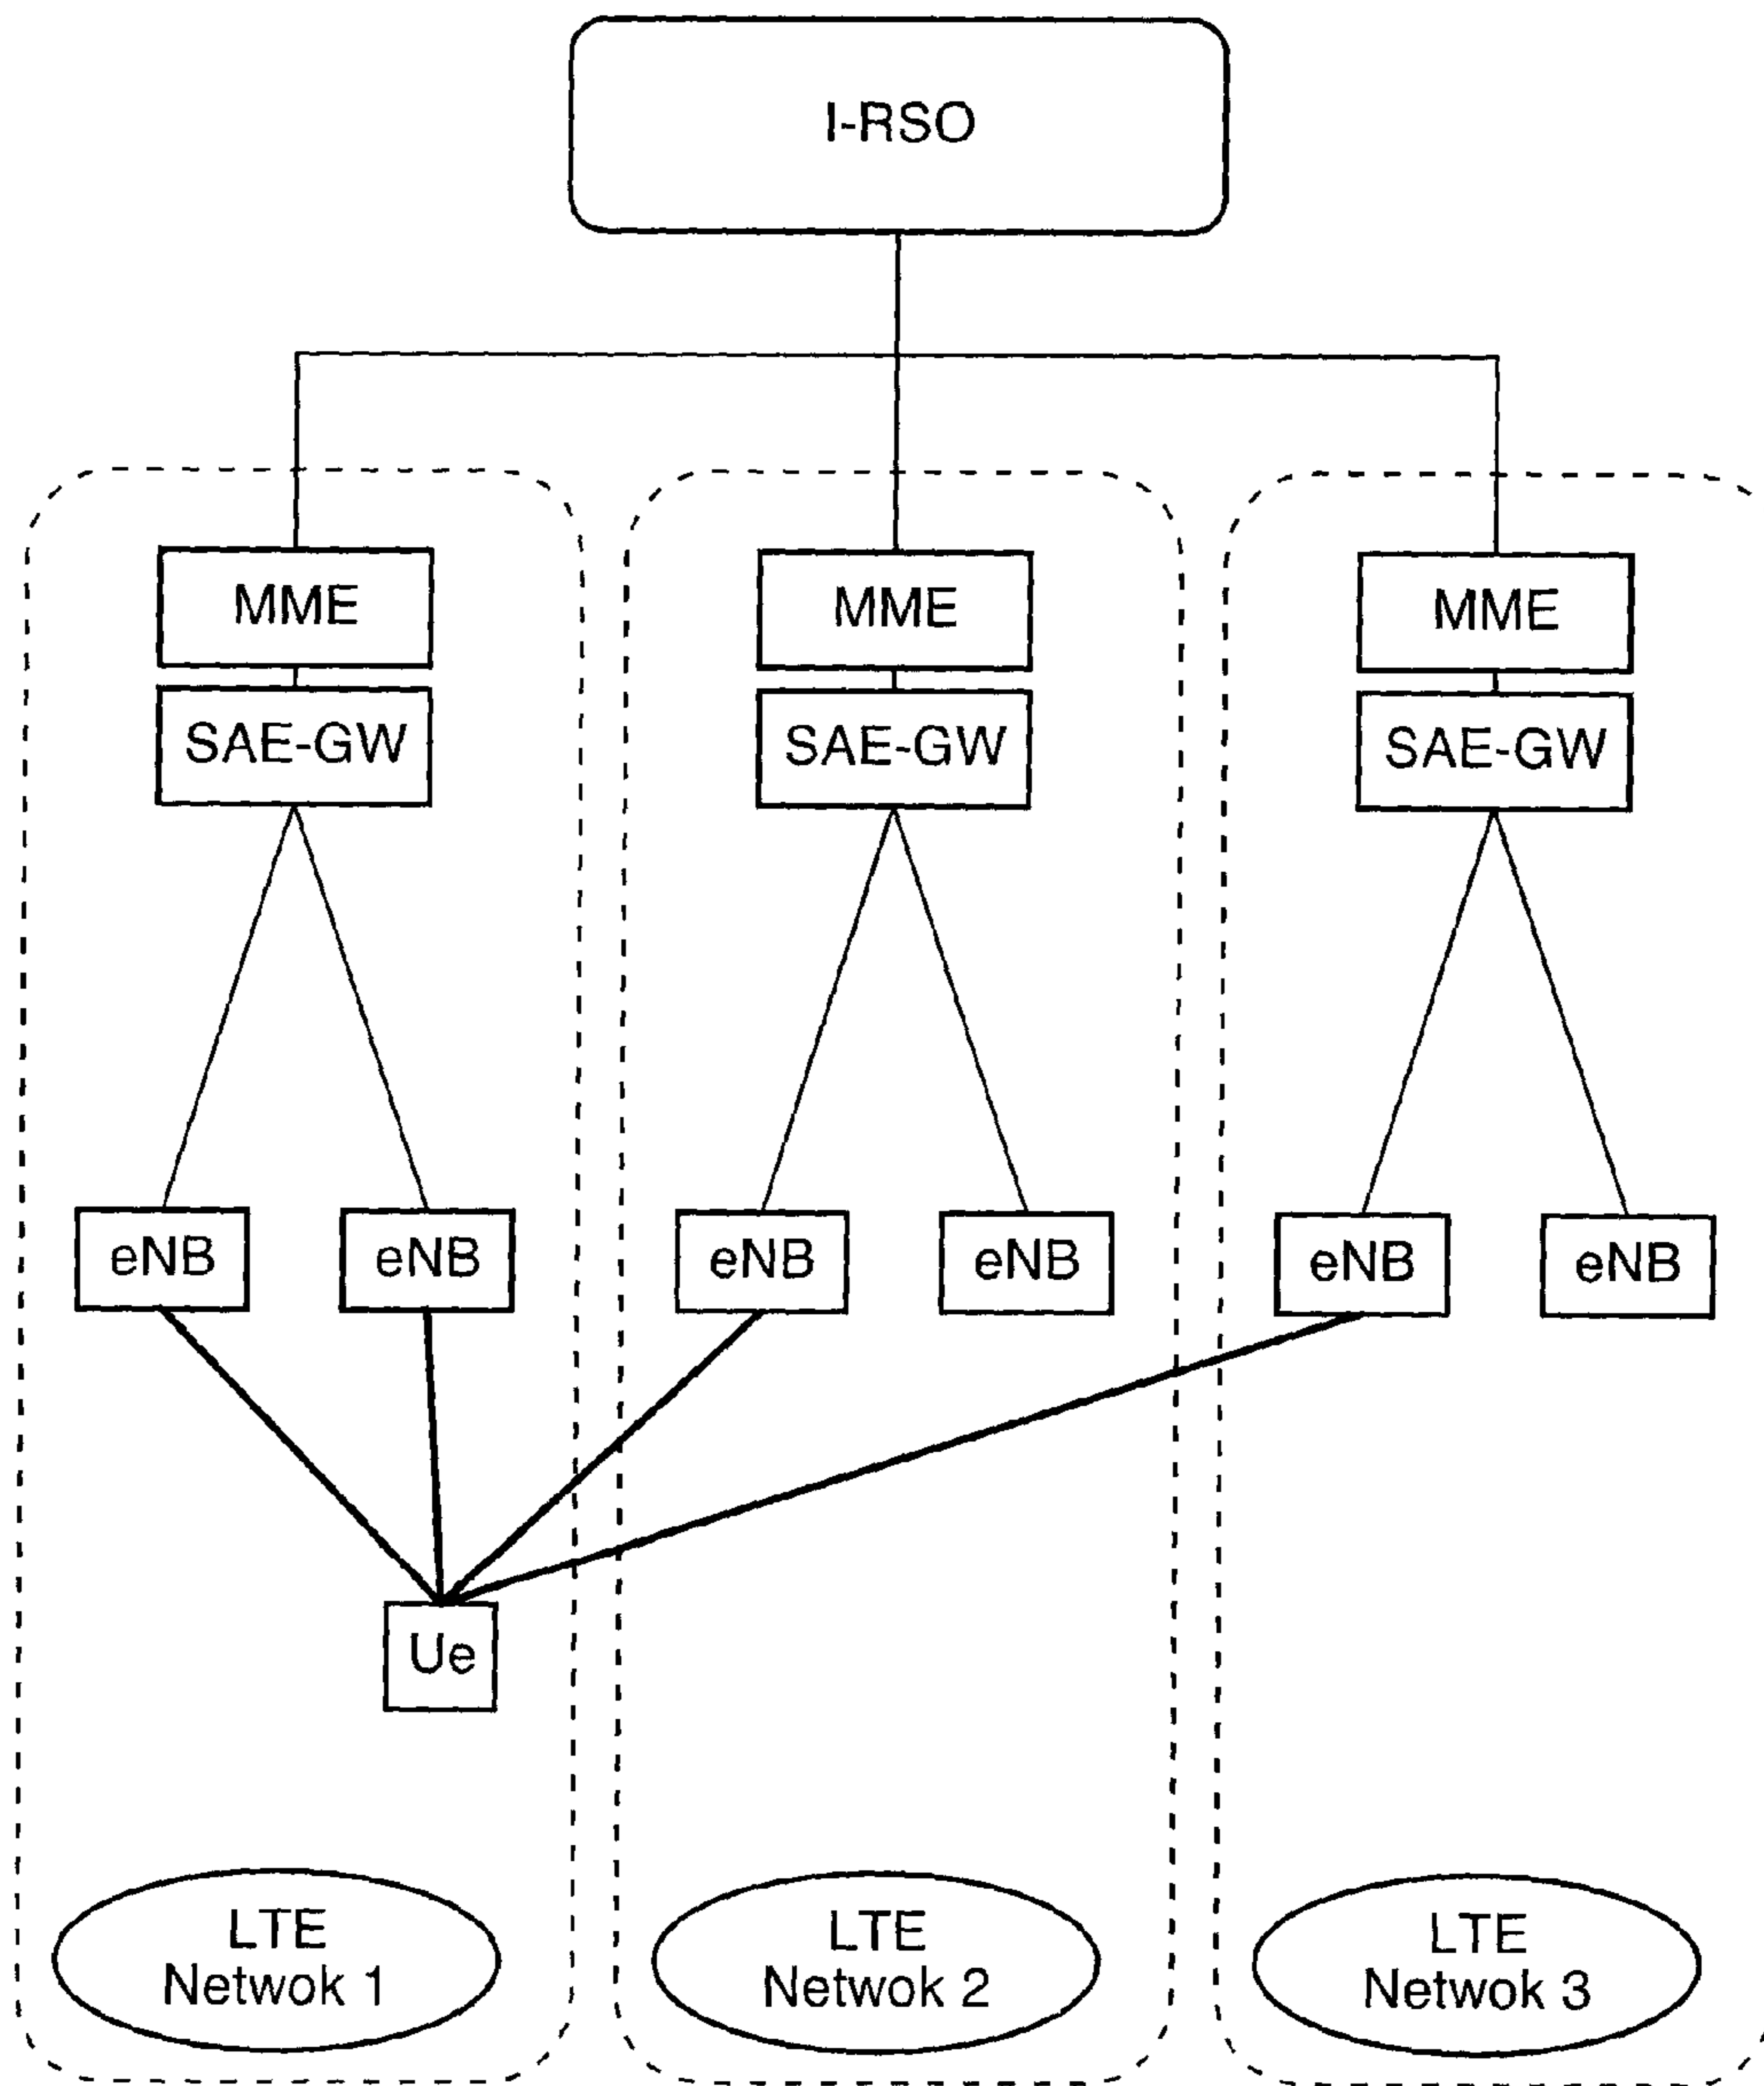 I-RSO
MME
MME
MME
SAE-GW
SAE-GW
SAE-GW
eNB
eNB
eNB
eNB
eNB
eNB
Ue
LTE
Netwok 1
LTE
Netwok 2
LTE
Netwok 3